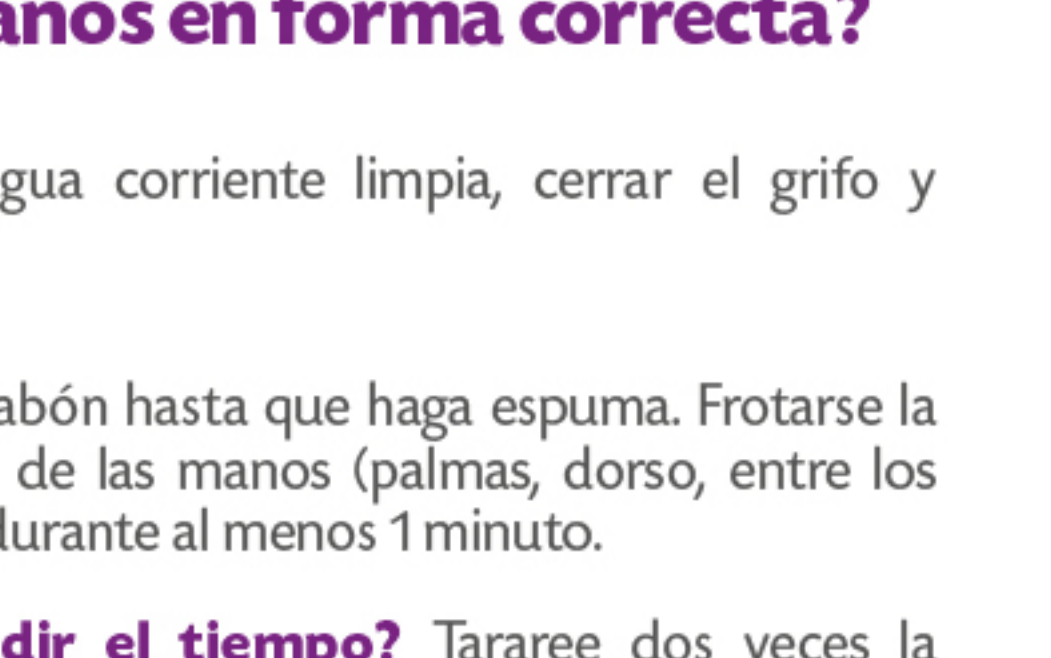 anos en forma correcta?
gua corriente limpia, cerrar el grifo y
abón hasta que haga espuma. Frotarse la
de las manos (palmas, dorso, entre los
durante al menos 1 minuto.
dir el tiempo? Tararee dos veces la